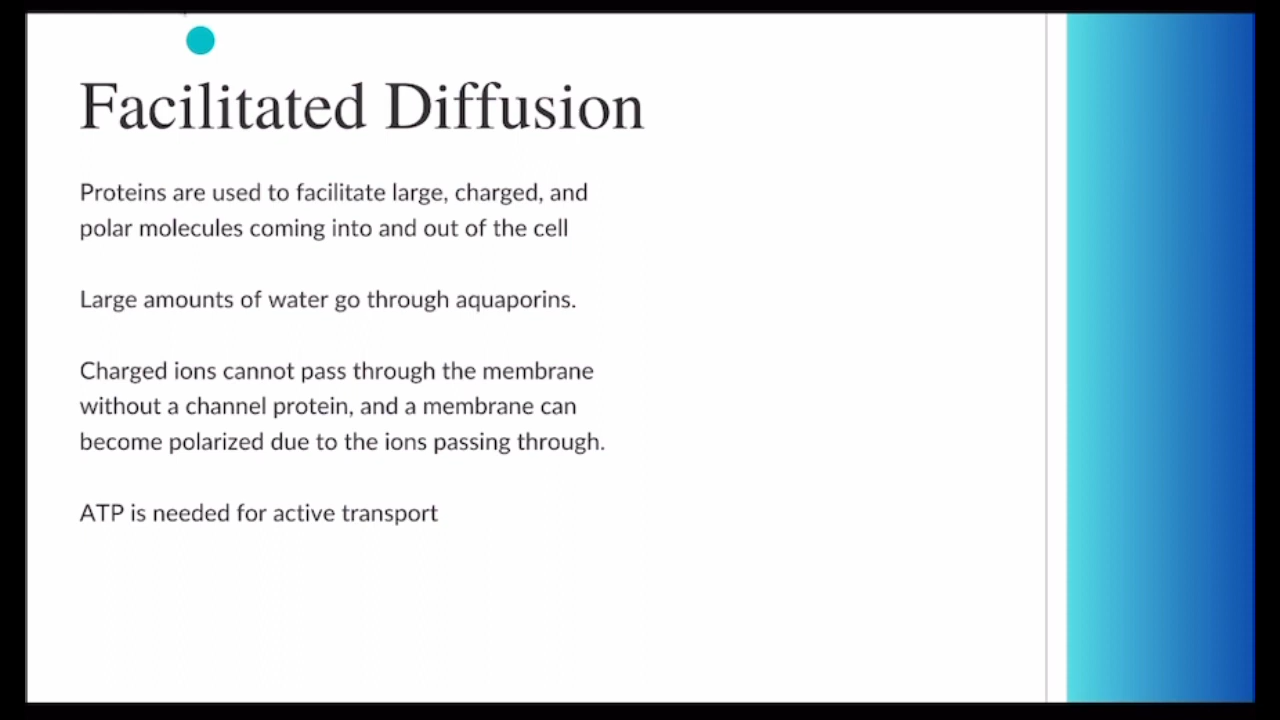 Facilitated Diffusion
Proteins are used to facilitate large, charged, and
polar molecules coming into and out of the cell
Large amounts of water go through aquaporins.
Charged ions cannot pass through the membrane
without a channel protein, and a membrane can
become polarized due to the ions passing through.
ATP is needed for active transport